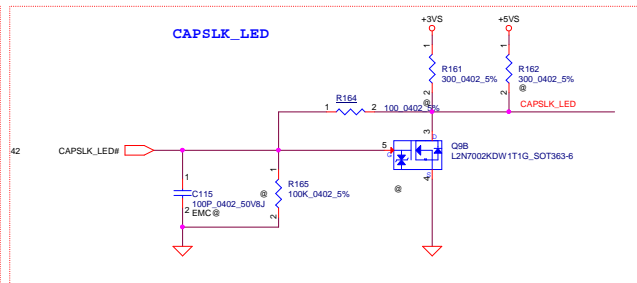 CAPSLK_LED
+3VS
+5VS
1
1
R161
300_0402_5%
R162
300_0402_5%
@
2
2
@
R164
1
2
100_0402_5%
CAPSLK_LED
3
D
42
CAPSLK_LED#
5
G
Q9B
L2N7002KDW1T1G_SOT363-6
S
4
@
1
C115
100P_0402_50V8J
2
EMC@
1
@
R165
100K_0402_5%
2